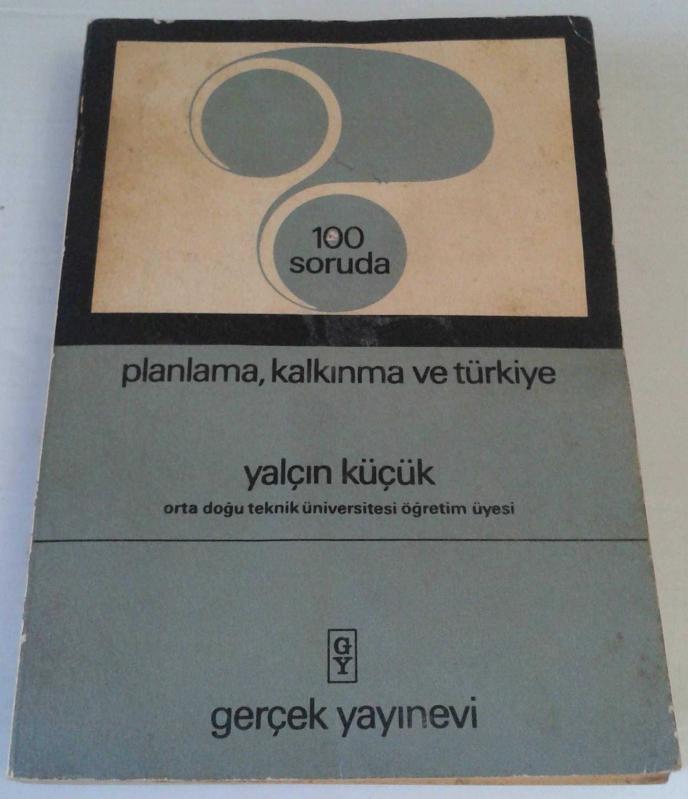 100
soruda
planlama, kalkınma ve türkiye
yalçın küçük
orta doğu teknik üniversitesi öğretim üyesi
G
Y
gerçek yayınevi